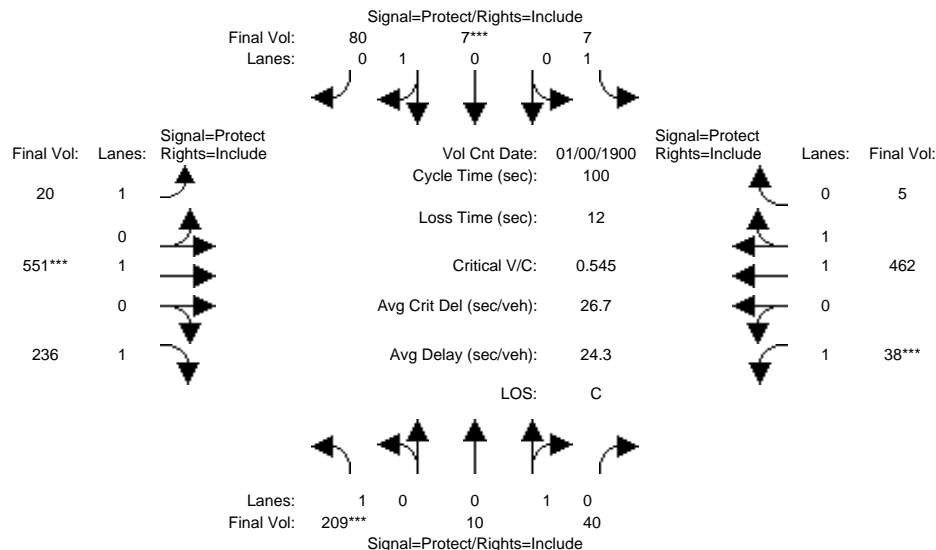 Signal=Protect/Rights=Include
Final Vol: 80 7*** 7
Lanes: 0 1 0 0 1
Signal=Protect
Final Vol: Lanes: Rights=Include
Vol Cnt Date: 01/00/1900
Signal=Protect
Rights=Include Lanes: Final Vol:
Cycle Time (sec): 100
20 1
0 5
Loss Time (sec): 12
0
1
551*** 1
Critical V/C: 0.545
1 462
0
Avg Crit Del (sec/veh): 26.7
0
236 1
Avg Delay (sec/veh): 24.3
1 38***
LOS: C
Lanes: 1 0 0 1 0
Final Vol: 209*** 10 40
Signal=Protect/Rights=Include